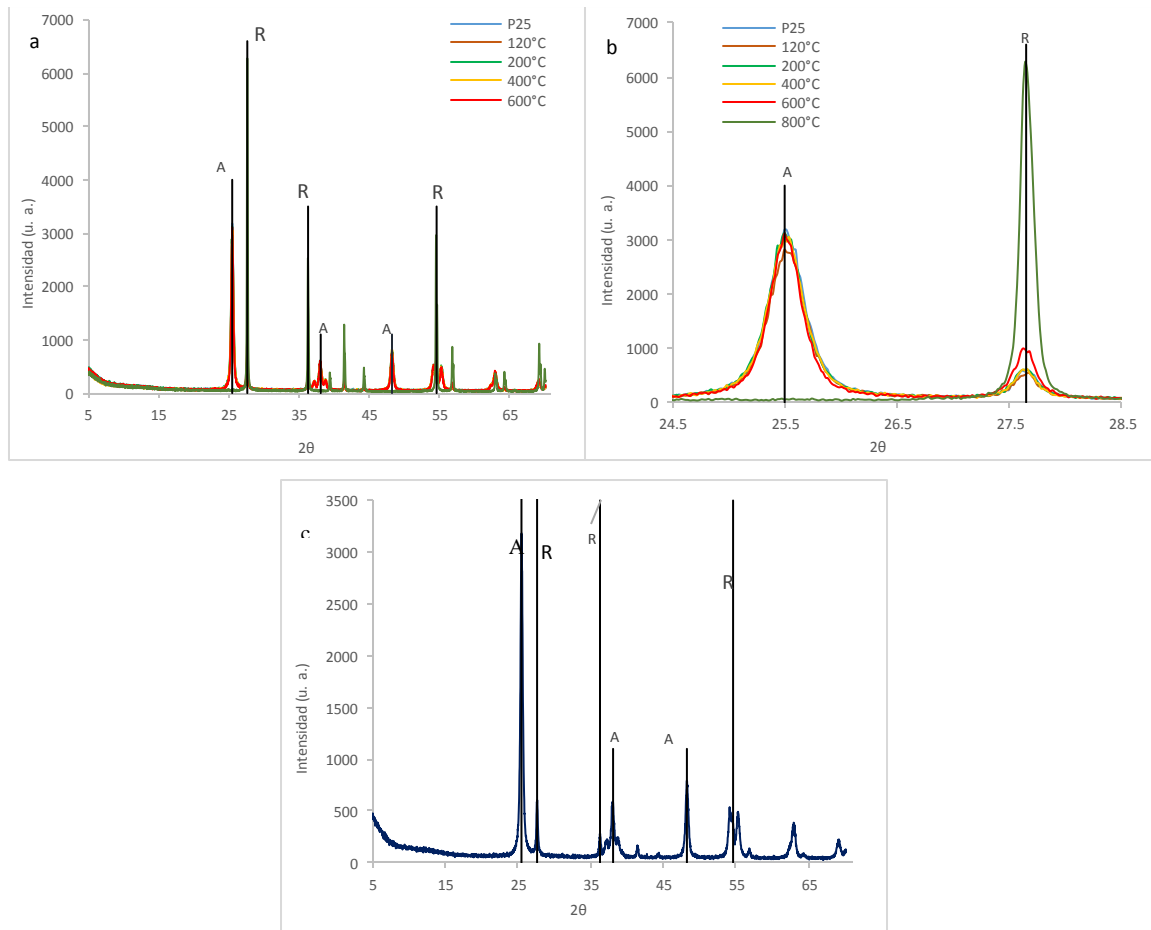 a
7000
6000
5000
4000
3000
2000
1000
0
Intensidad (u. a.)
5
25
35
45
55
65
2θ
A
R
R
A
A
R
P25
120°C
200°C
400°C
600°C
b
7000
6000
5000
4000
3000
2000
1000
0
Intensidad (u. a.)
24.5
25.5
26.5
27.5
28.5
2θ
A
R
P25
120°C
200°C
400°C
600°C
800°C
c
3500
3000
2500
2000
1500
1000
500
0
Intensidad (u. a.)
5
25
35
45
55
65
2θ
A
R
R
A
A
R